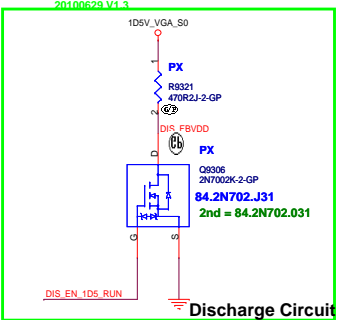 20100629 V1.3
1D5V_VGA_S0
1
PX
R9321
470R2J-2-GP
2
DIS_FBVDD
PX
D
Q9306
2N7002K-2-GP
84.2N702.J31
2nd = 84.2N702.031
G
S
DIS_EN_1D5_RUN
Discharge Circuit